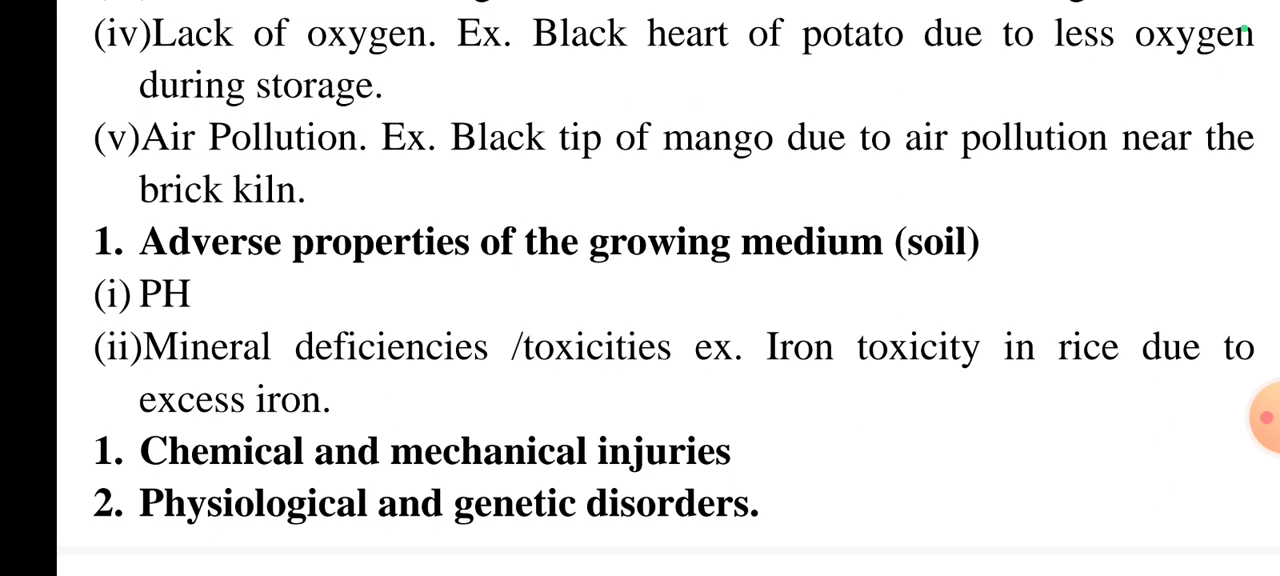 (iv)Lack of oxygen. Ex. Black heart of potato due to less oxygen
during storage.
(v)Air Pollution. Ex. Black tip of mango due to air pollution near the
brick kiln.
1. Adverse properties of the growing medium (soil)
(i) PH
(ii)Mineral deficiencies /toxicities ex. Iron toxicity in rice due to
excess iron.
1. Chemical and mechanical injuries
2. Physiological and genetic disorders.